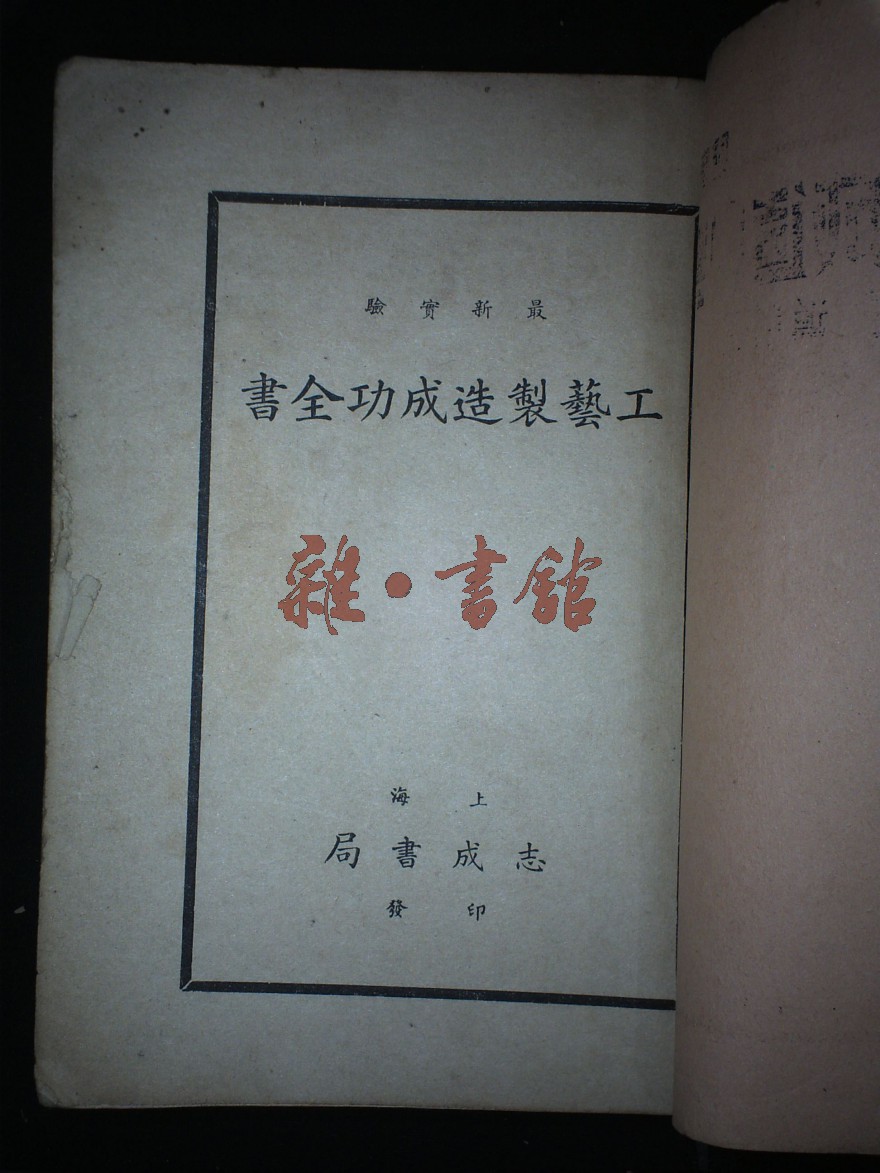 最新實驗
工藝製造成功全書
雜·書館
上海
志成書局
印發